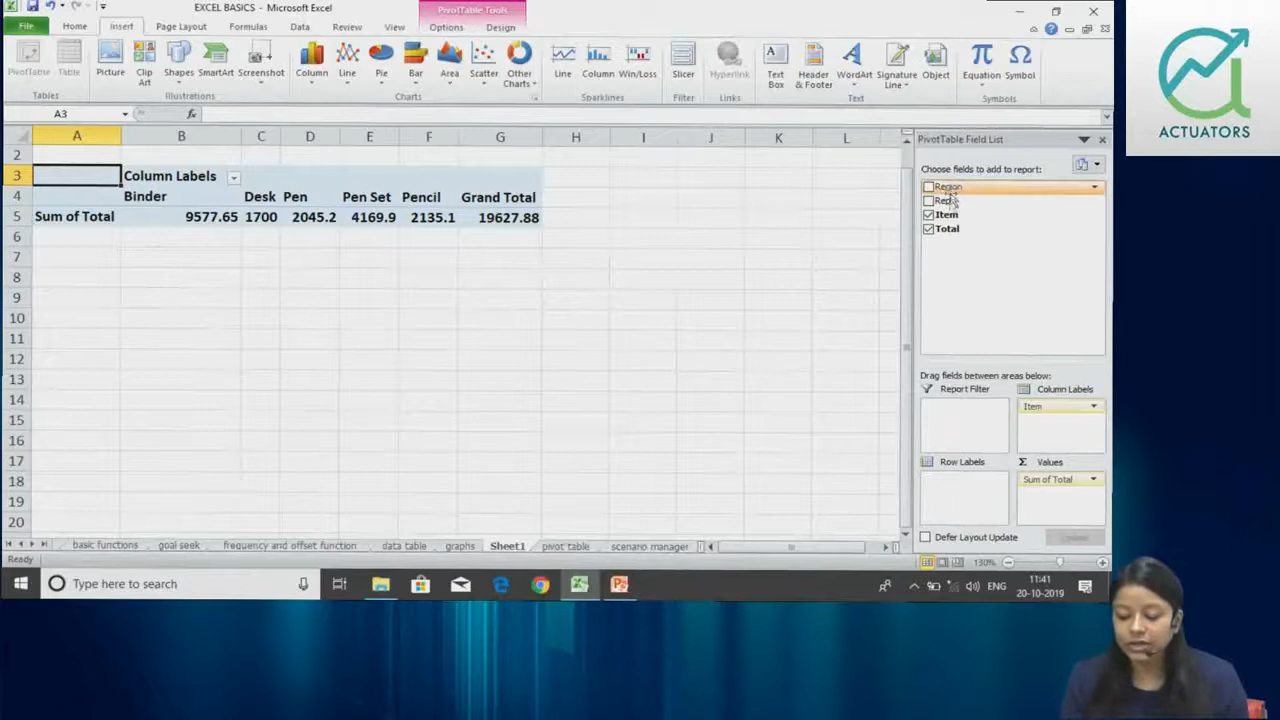 EXCEL BASICS - Microsoft Excel
PivotTable Tools
File Home Insert Page Layout Formulas Data Review View Options Design
PivotTable Table Picture Clip Art Shapes SmartArt Screenshot Column Line Pie Bar Area Scatter Other Charts Line Column Win/Loss Slicer Hyperlink Text Box Header & Footer WordArt Signature Line Object Equation Symbol
Tables Illustrations Charts Sparklines Filter Links Text Symbols
A3 fx
A B C D E F G H I J K L
2
3 Column Labels
4 Binder Desk Pen Pen Set Pencil Grand Total
5 Sum of Total 9577.65 1700 2045.2 4169.9 2135.1 19627.88
6
7
8
9
10
11
12
13
14
15
16
17
18
19
20
PivotTable Field List
Choose fields to add to report:
Region
Rep
Item
Total
Drag fields between areas below:
Report Filter Column Labels
Item
Row Labels Σ Values
Sum of Total
Defer Layout Update
basic functions goal seek frequency and offset function data table graphs Sheet1 pivot table scenario manager
Ready 130%
Type here to search
ENG
11:41
20-10-2019
ACTUATORS